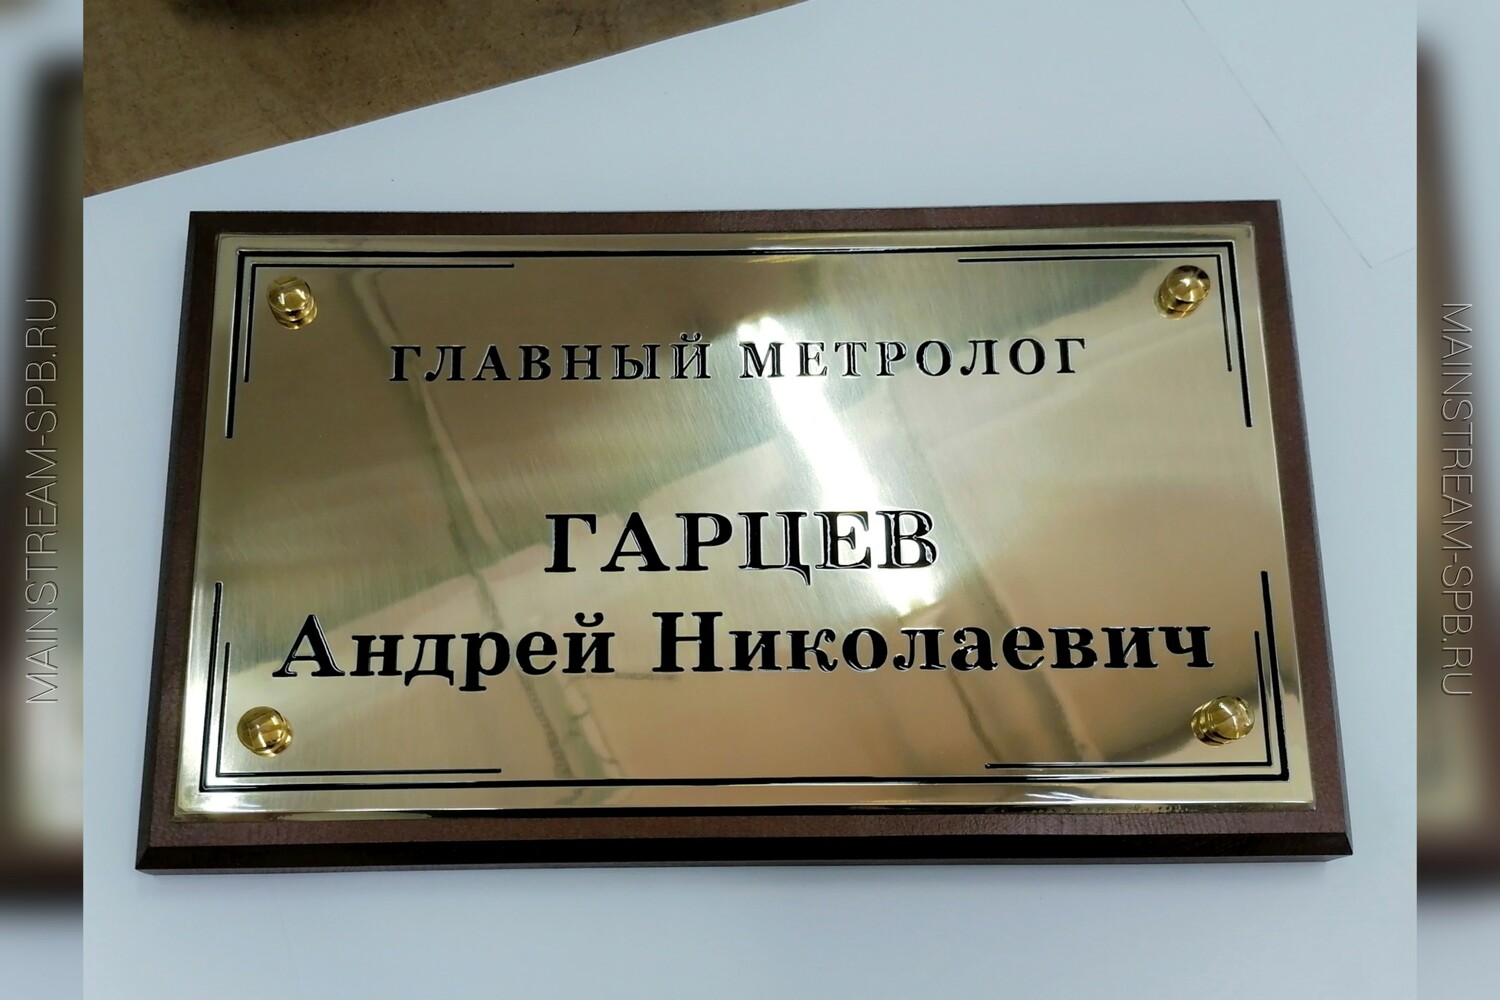 ГЛАВНЫЙ МЕТРОЛОГ
ГАРЦЕВ
Андрей Николаевич
MAINSTREAM-SPB.RU
MAINSTREAM-SPB.RU